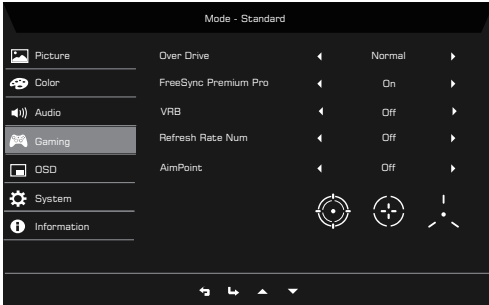 Mode - Standard
Picture
Over Drive Normal
Color
FreeSync Premium Pro On
Audio
VRB Off
Gaming
Refresh Rate Num Off
OSD
AimPoint Off
System
Information